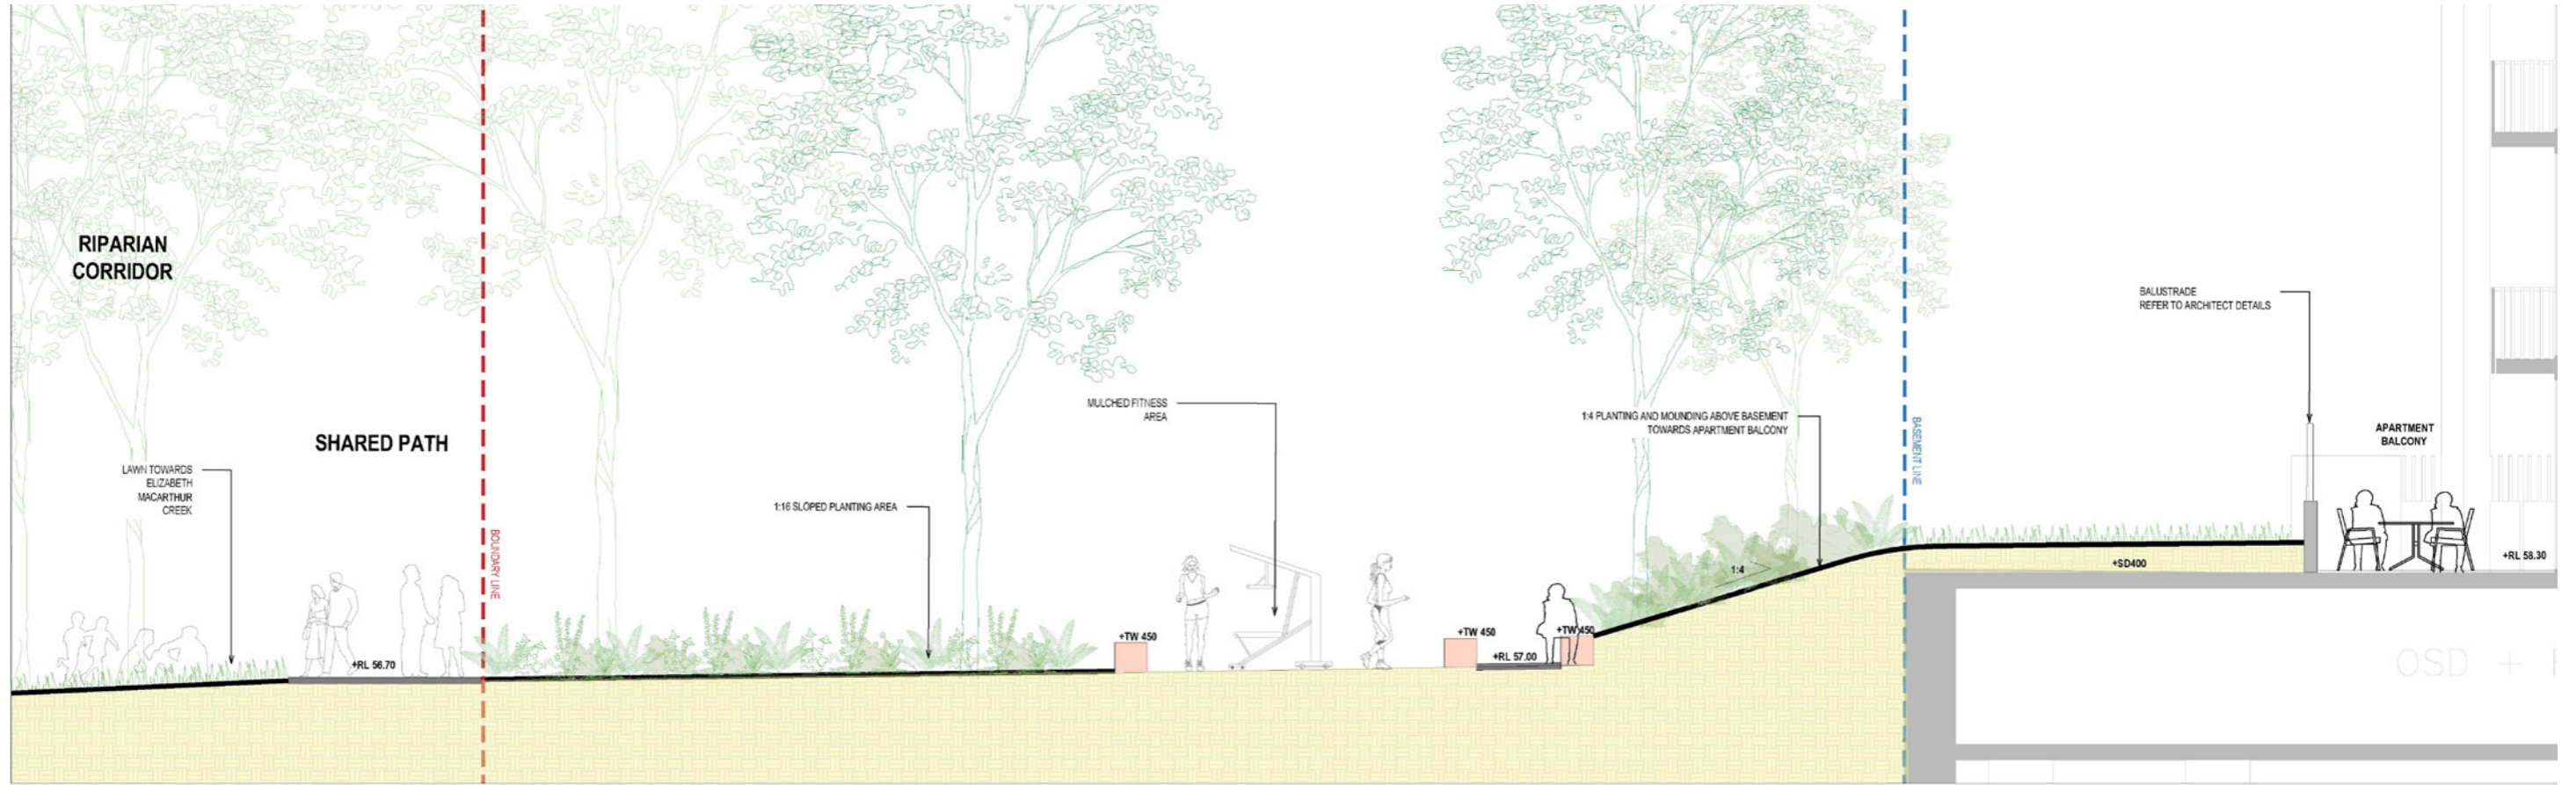 RIPARIAN
CORRIDOR
SHARED PATH
LAWN TOWARDS
ELIZABETH
MACARTHUR
CREEK
+RL 56.70
BOUNDARY LINE
1:16 SLOPED PLANTING AREA
MULCHED FITNESS
AREA
+TW 450
+TW 450
+RL 57.00
+TW 450
1:4 PLANTING AND MOUNDING ABOVE BASEMENT
TOWARDS APARTMENT BALCONY
1:4
BASEMENT LINE
BALUSTRADE
REFER TO ARCHITECT DETAILS
APARTMENT
BALCONY
+SD400
+RL 58.30
OSD +